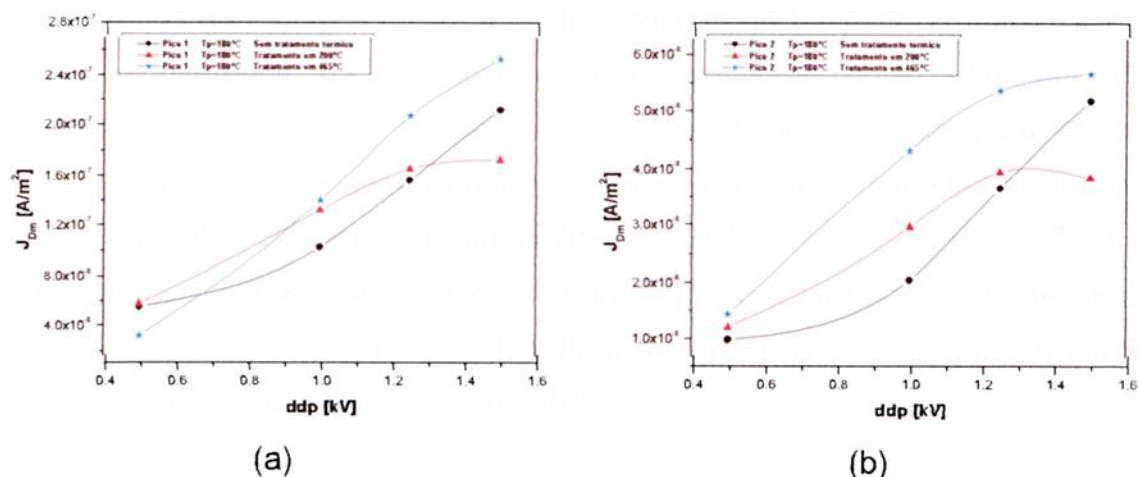 2.8x10⁻⁷
Pico 1 Tp=180°C Sem tratamento térmico
Pico 1 Tp=180°C Tratamento em 200°C
Pico 1 Tp=180°C Tratamento em 465°C
2.4x10⁻⁷
2.0x10⁻⁷
1.6x10⁻⁷
1.2x10⁻⁷
8.0x10⁻⁸
4.0x10⁻⁸
J_Dm [A/m²]
0.4 0.6 0.8 1.0 1.2 1.4 1.6
ddp [kV]
(a)
Pico 2 Tp=180°C Sem tratamento térmico
Pico 2 Tp=180°C Tratamento em 200°C
Pico 2 Tp=180°C Tratamento em 465°C
6.0x10⁻⁸
5.0x10⁻⁸
4.0x10⁻⁸
3.0x10⁻⁸
2.0x10⁻⁸
1.0x10⁻⁸
J_Dm [A/m²]
0.4 0.6 0.8 1.0 1.2 1.4 1.6
ddp [kV]
(b)